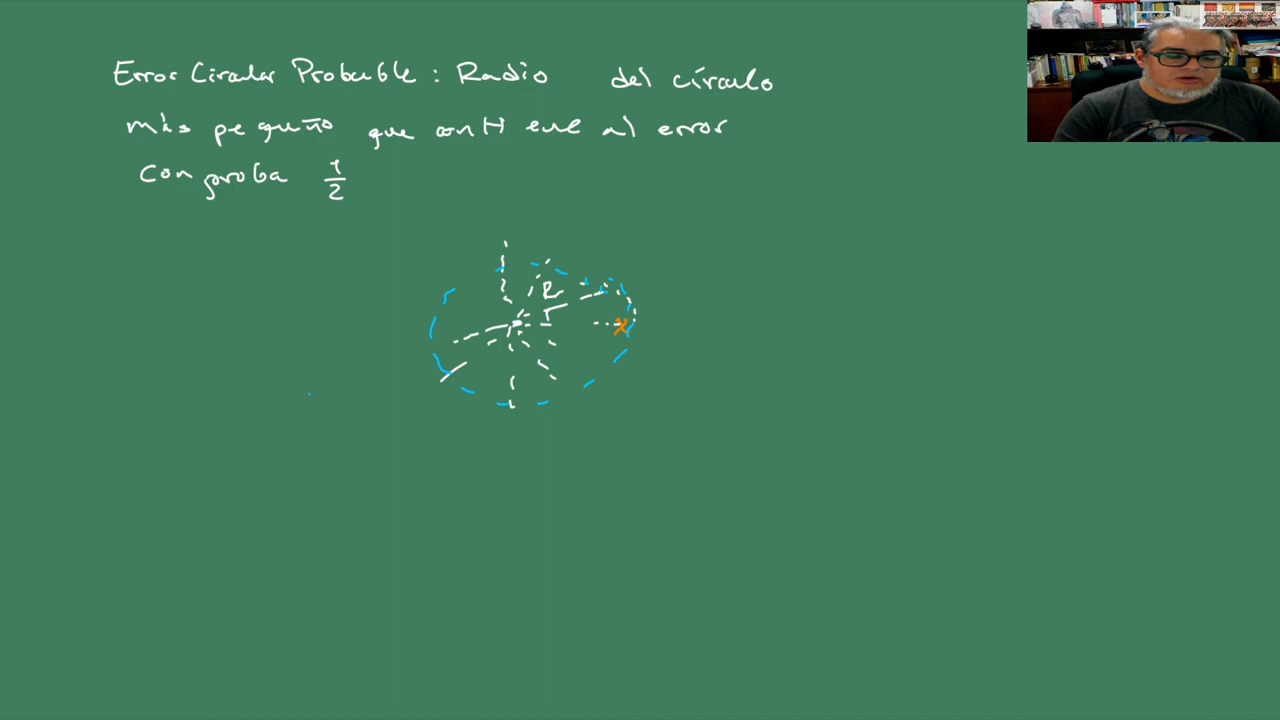 Error Circular Probable : Radio del círculo
más pequeño que contiene al error
con proba 1/2
R